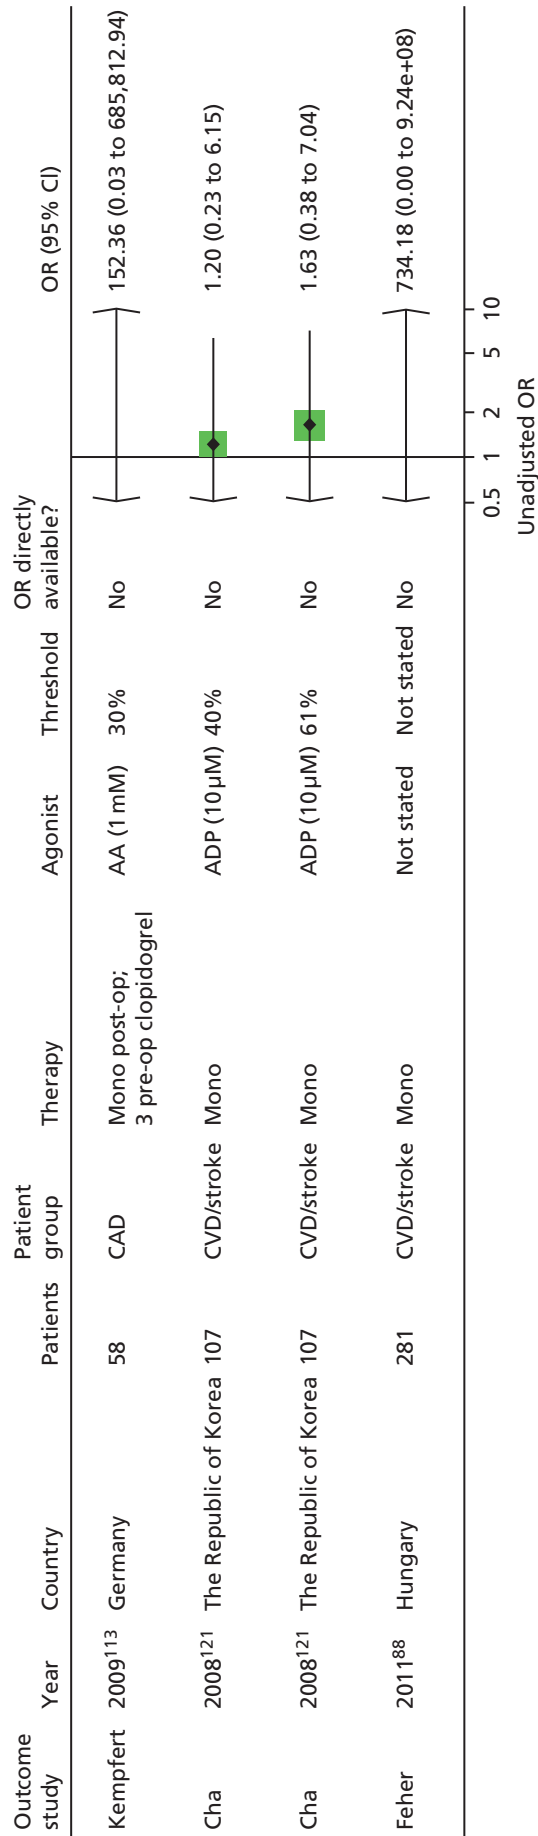 Outcome study Year Country Patients Patient group Therapy Agonist Threshold OR directly available? OR (95% CI)
Kempfert 2009113 Germany 58 CAD Mono post-op; 3 pre-op clopidogrel AA (1 mM) 30% No 152.36 (0.03 to 685,812.94)
Cha 2008121 The Republic of Korea 107 CVD/stroke Mono ADP (10 µM) 40% No 1.20 (0.23 to 6.15)
Cha 2008121 The Republic of Korea 107 CVD/stroke Mono ADP (10 µM) 61% No 1.63 (0.38 to 7.04)
Feher 201188 Hungary 281 CVD/stroke Mono Not stated Not stated No 734.18 (0.00 to 9.24e+08)
0.5 1 2 5 10
Unadjusted OR